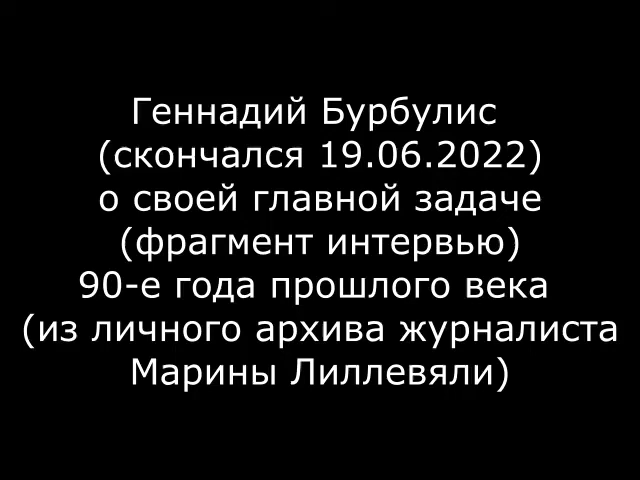 Геннадий Бурбулис
(скончался 19.06.2022)
о своей главной задаче
(фрагмент интервью)
90-е года прошлого века
(из личного архива журналиста
Марины Лиллевяли)